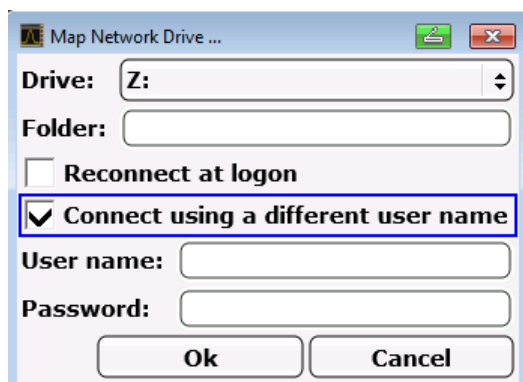 Map Network Drive ...
Drive: Z:
Folder:
Reconnect at logon
Connect using a different user name
User name:
Password:
Ok Cancel